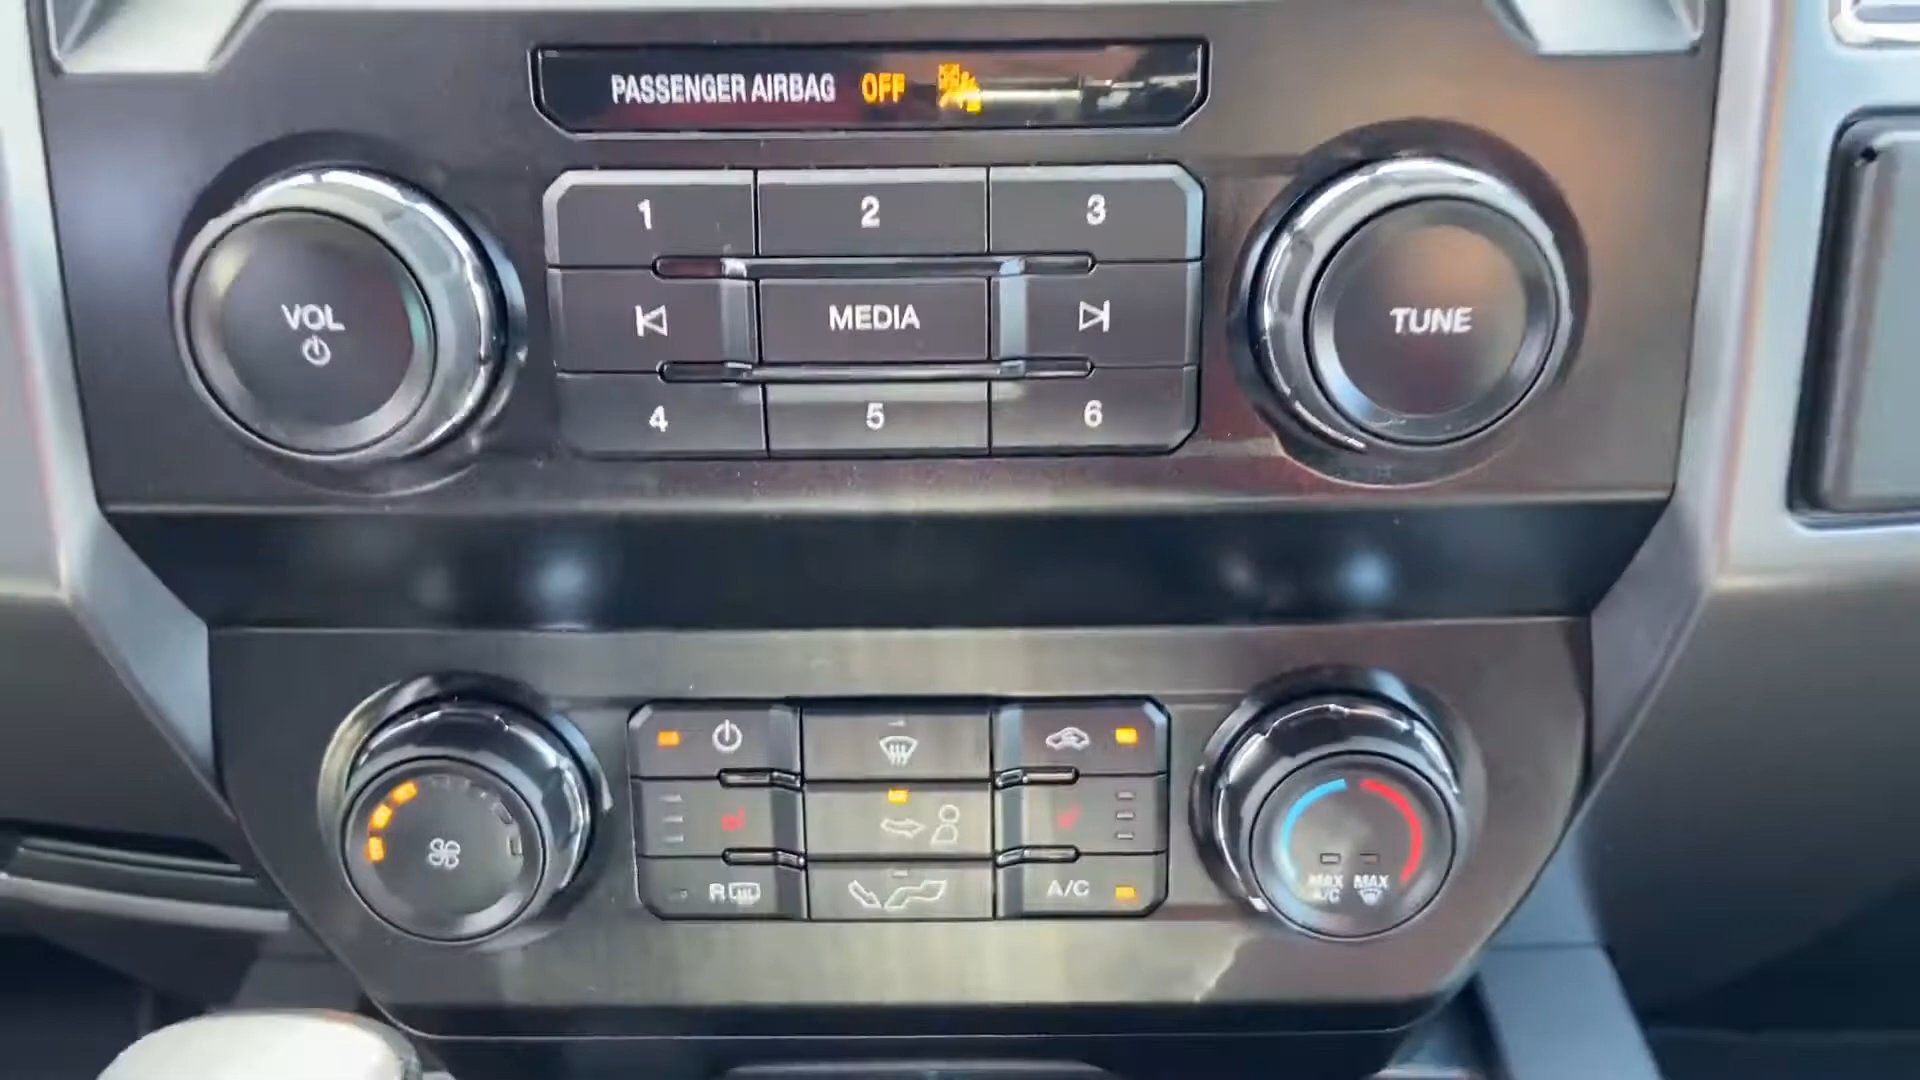 PASSENGER AIRBAG OFF
1 2 3
VOL
MEDIA
TUNE
4 5 6
R
A/C
MAX A/C
MAX